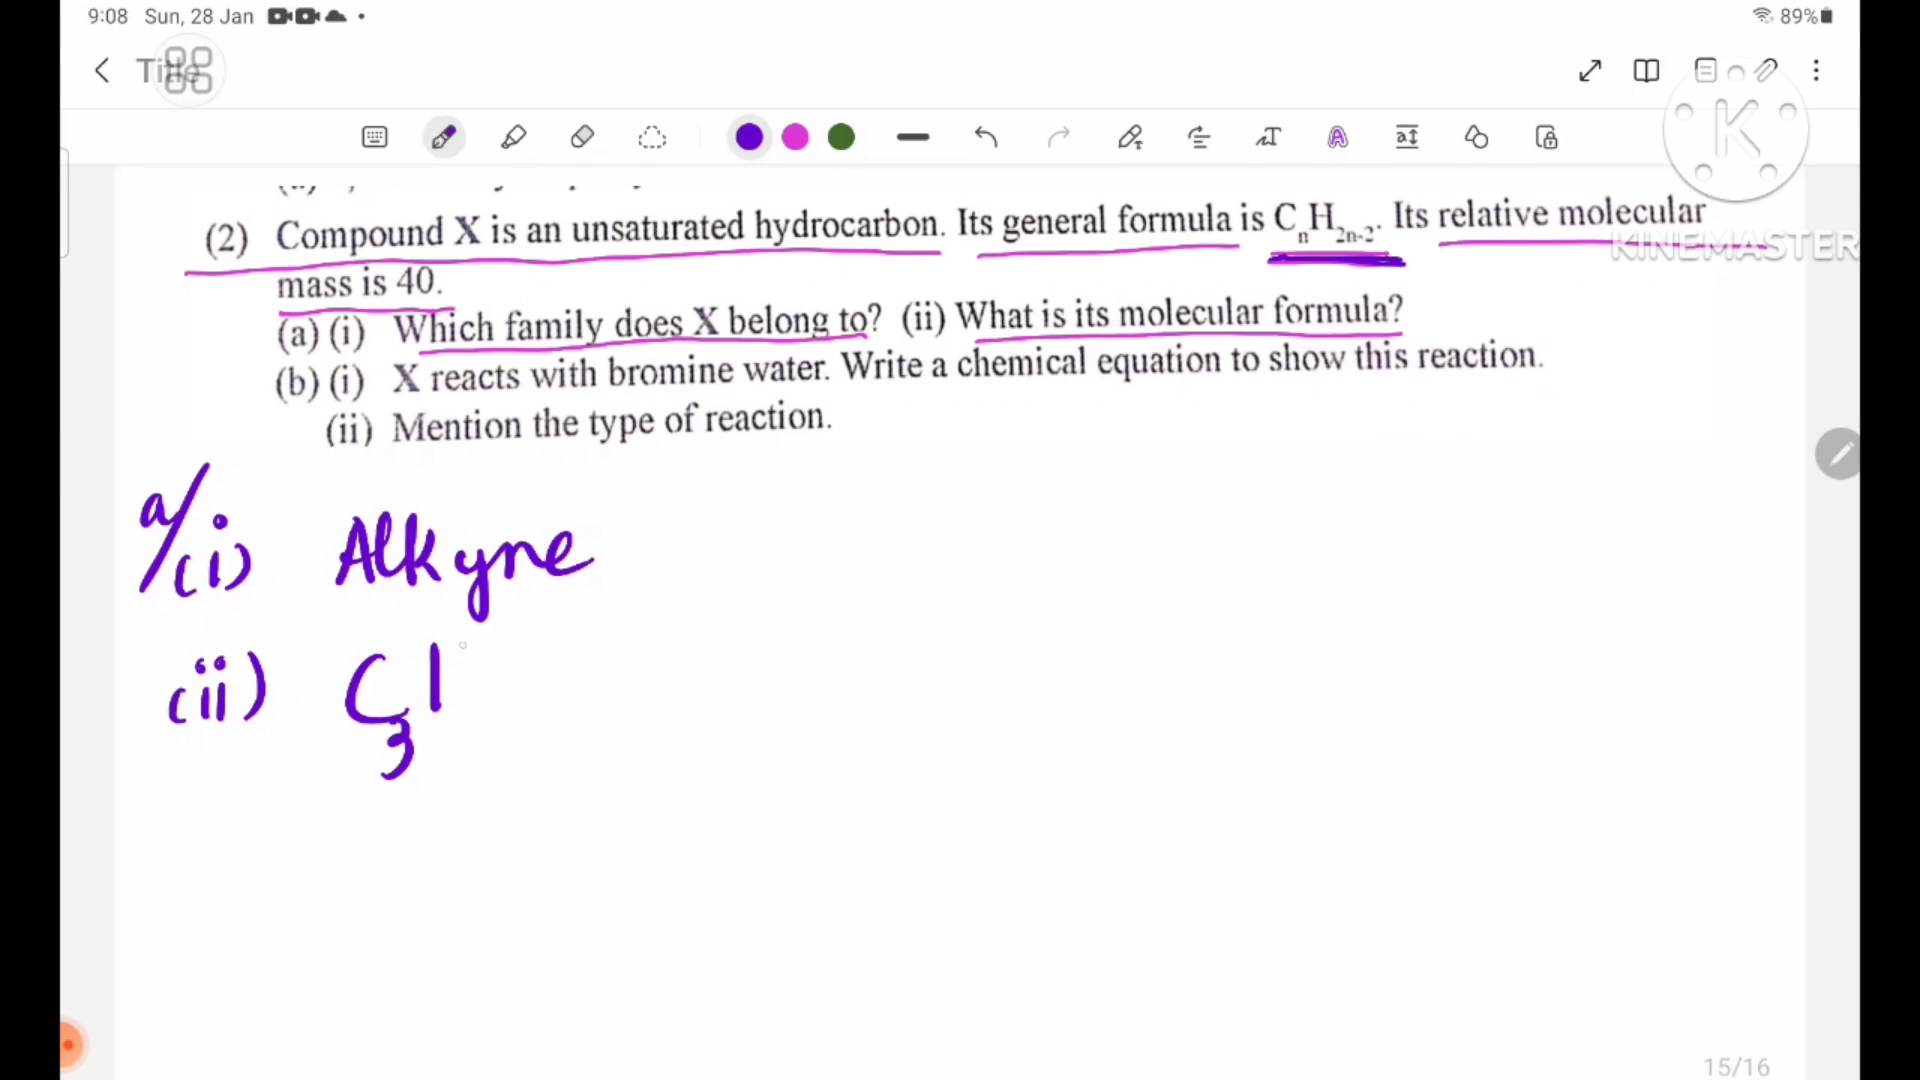 9:08 Sun, 28 Jan 89%
Title
KINEMASTER
(2) Compound X is an unsaturated hydrocarbon. Its general formula is CnH2n-2. Its relative molecular
mass is 40.
(a) (i) Which family does X belong to? (ii) What is its molecular formula?
(b) (i) X reacts with bromine water. Write a chemical equation to show this reaction.
(ii) Mention the type of reaction.
a/(i) Alkyne
(ii) C3
15/16